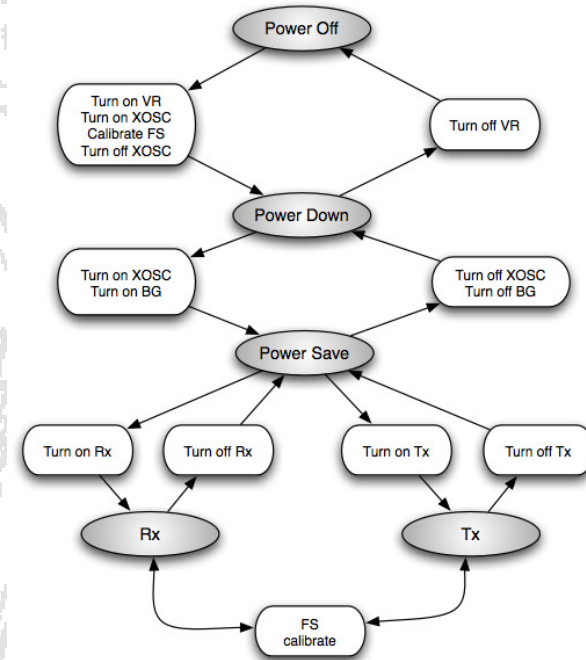 Power Off
Turn on VR
Turn on XOSC
Calibrate FS
Turn off XOSC
Turn off VR
Power Down
Turn on XOSC
Turn on BG
Turn off XOSC
Turn off BG
Power Save
Turn on Rx
Turn off Rx
Turn on Tx
Turn off Tx
Rx
Tx
FS
calibrate